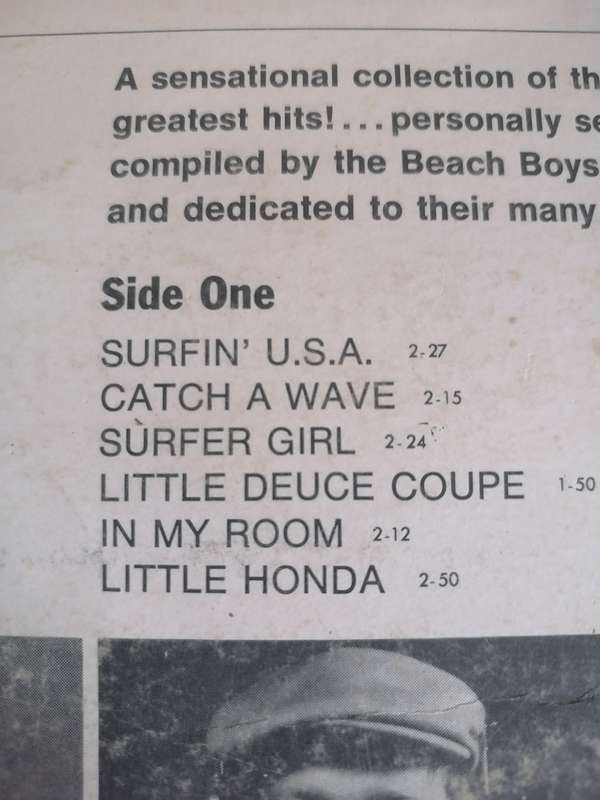 A sensational collection of th
greatest hits!...personally se
compiled by the Beach Boys
and dedicated to their many
Side One
SURFIN' U.S.A. 2-27
CATCH A WAVE 2-15
SURFER GIRL 2-24
LITTLE DEUCE COUPE 1-50
IN MY ROOM 2-12
LITTLE HONDA 2-50